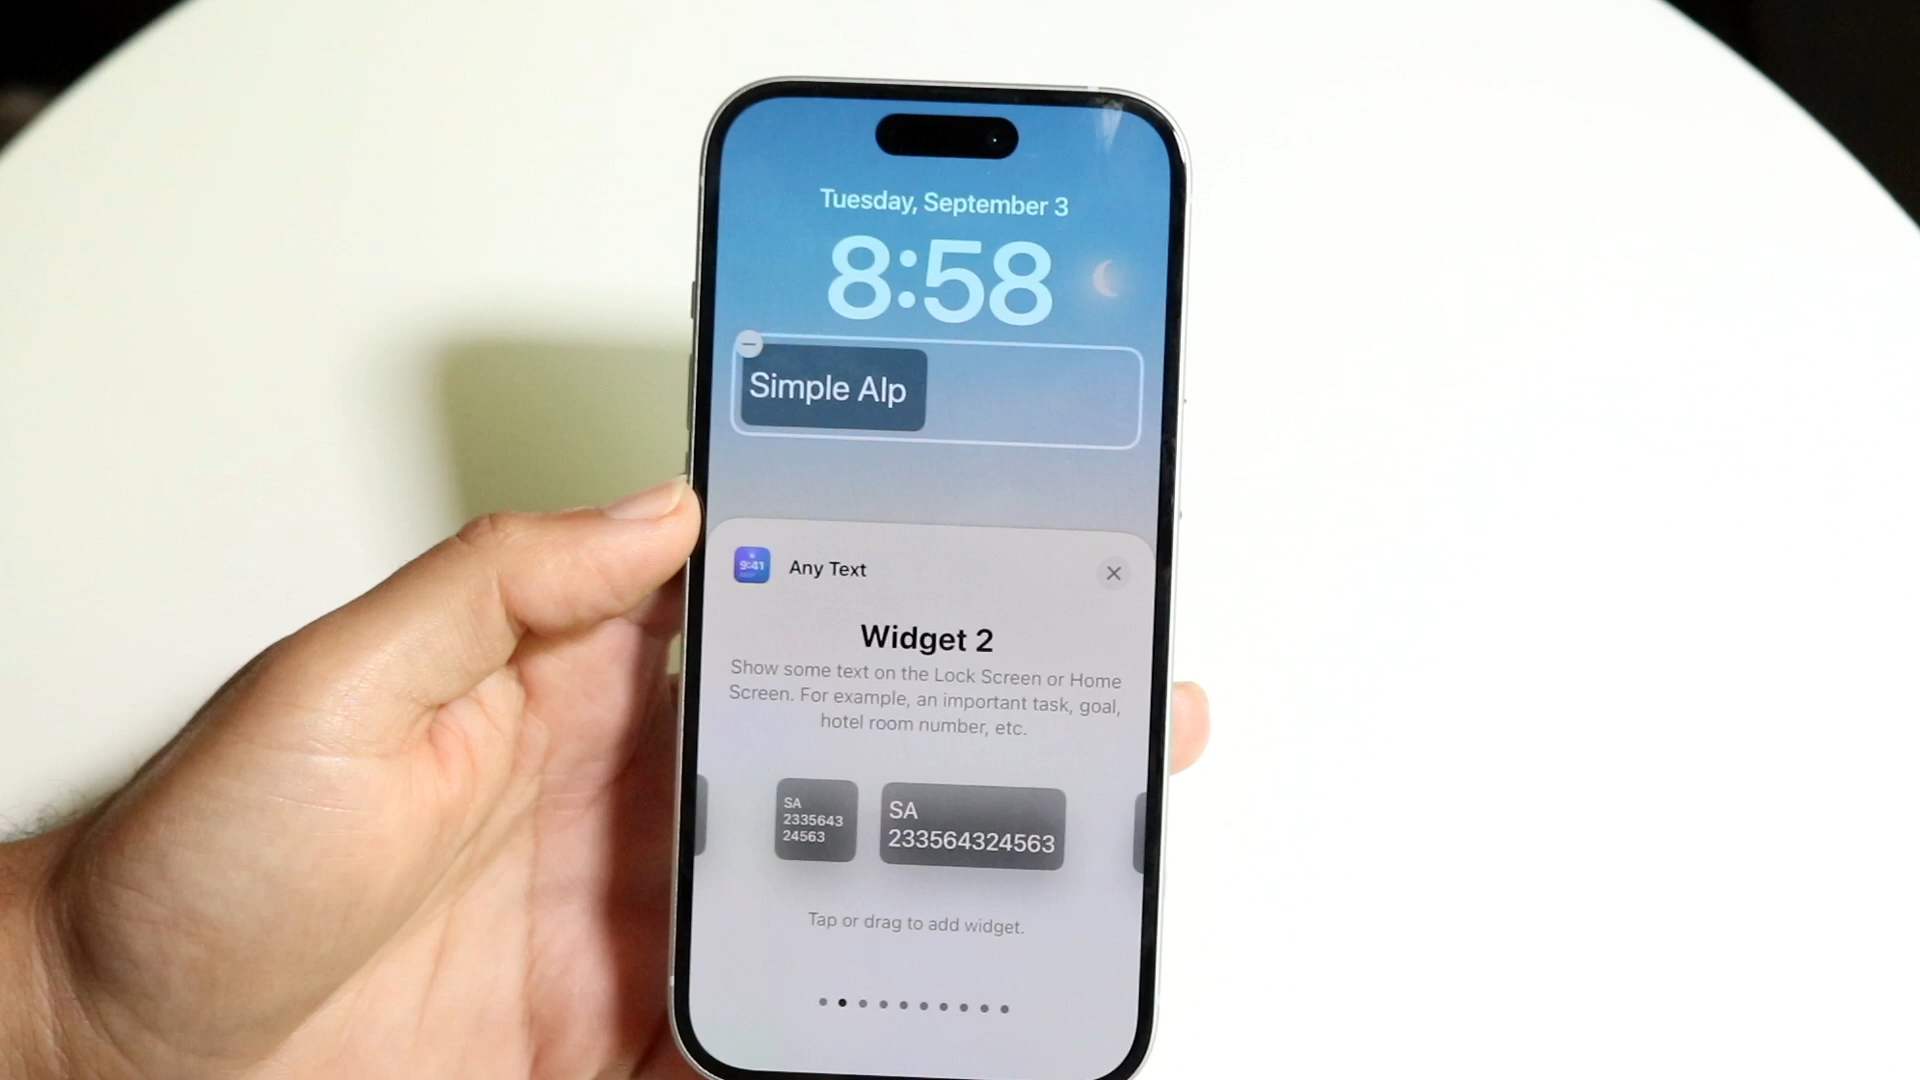 Tuesday, September 3
8:58
Simple Alp
9:41
Any Text
Widget 2
Show some text on the Lock Screen or Home
Screen. For example, an important task, goal,
hotel room number, etc.
SA
2335643
24563
SA
233564324563
Tap or drag to add widget.